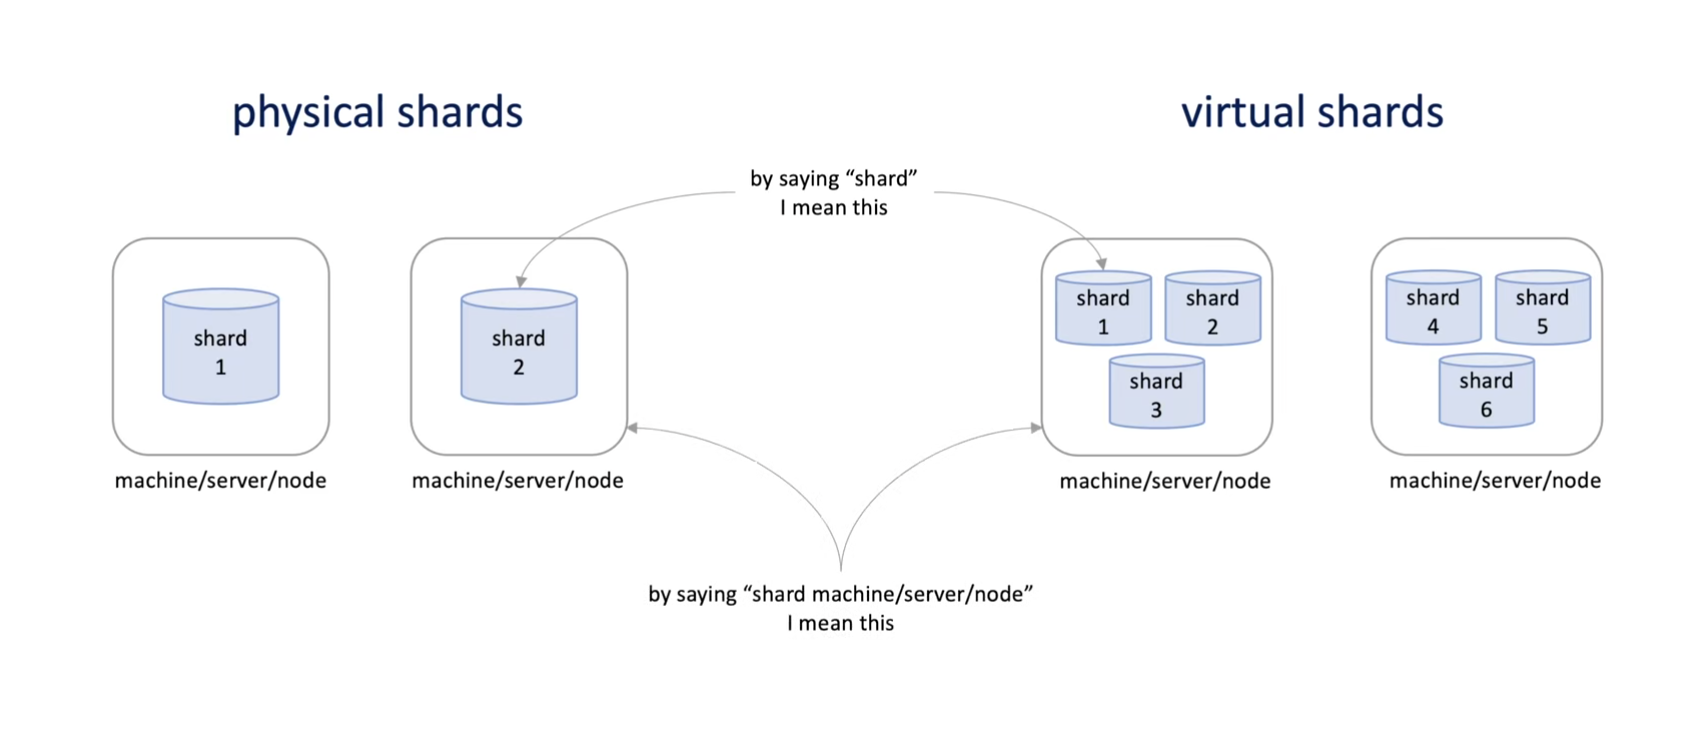 physical shards
virtual shards
by saying “shard”
I mean this
shard
1
shard
2
shard
1
shard
2
shard
3
shard
4
shard
5
shard
6
machine/server/node
machine/server/node
machine/server/node
machine/server/node
by saying “shard machine/server/node”
I mean this